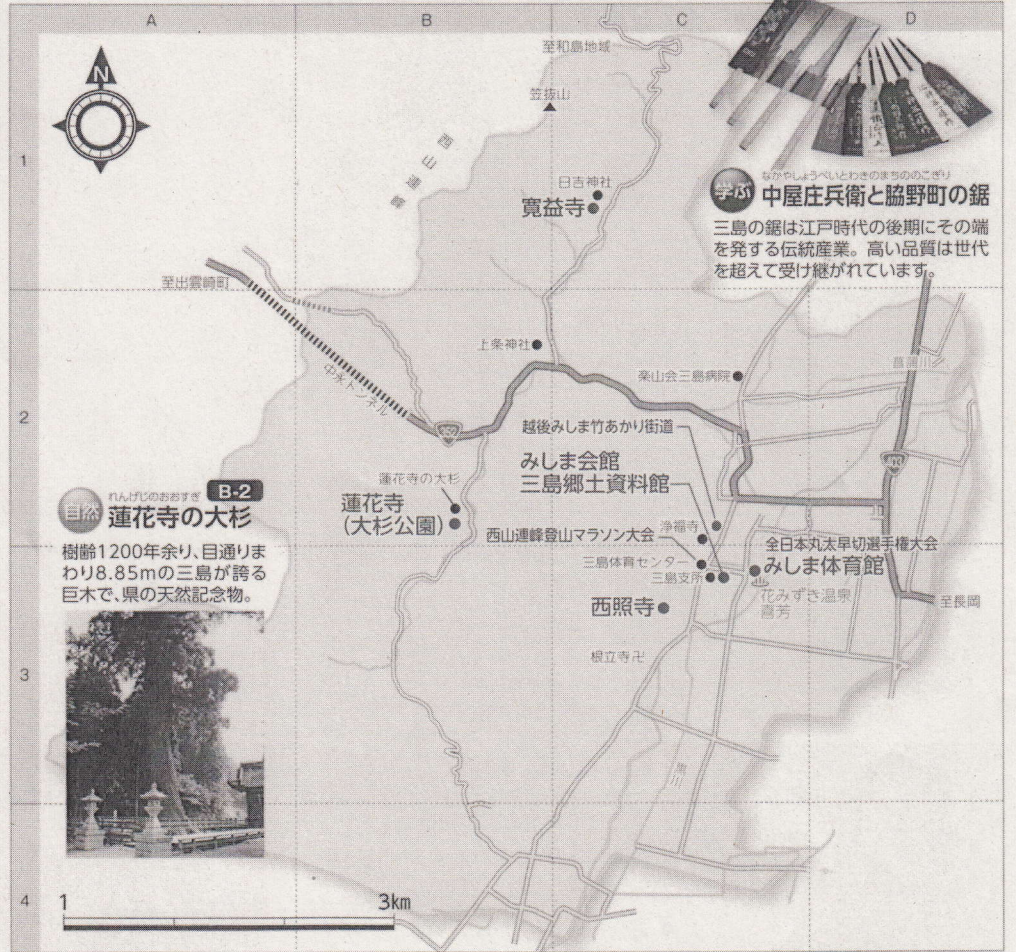 A
B
C
D
1
2
3
4
N
至和島地域
笠抜山
西山連峰
日吉神社
寛益寺
学ぶ
なかやしょうべいとわきのまちののこぎり
中屋庄兵衛と脇野町の鋸
三島の鋸は江戸時代の後期にその端
を発する伝統産業。高い品質は世代
を超えて受け継がれています。
至出雲崎町
中永トンネル
上条神社
楽山会三島病院
越後みしま竹あかり街道
みしま会館
三島郷土資料館
蓮花寺の大杉
蓮花寺
(大杉公園)
浄福寺
西山連峰登山マラソン大会
三島体育センター
三島支所
全日本丸太早切選手権大会
みしま体育館
花みずき温泉
喜芳
至長岡
西照寺
根立寺卍
黒川
自然
れんげじのおおすぎ
B-2
蓮花寺の大杉
樹齢1200年余り、目通りま
わり8.85mの三島が誇る
巨木で、県の天然記念物。
1
3km